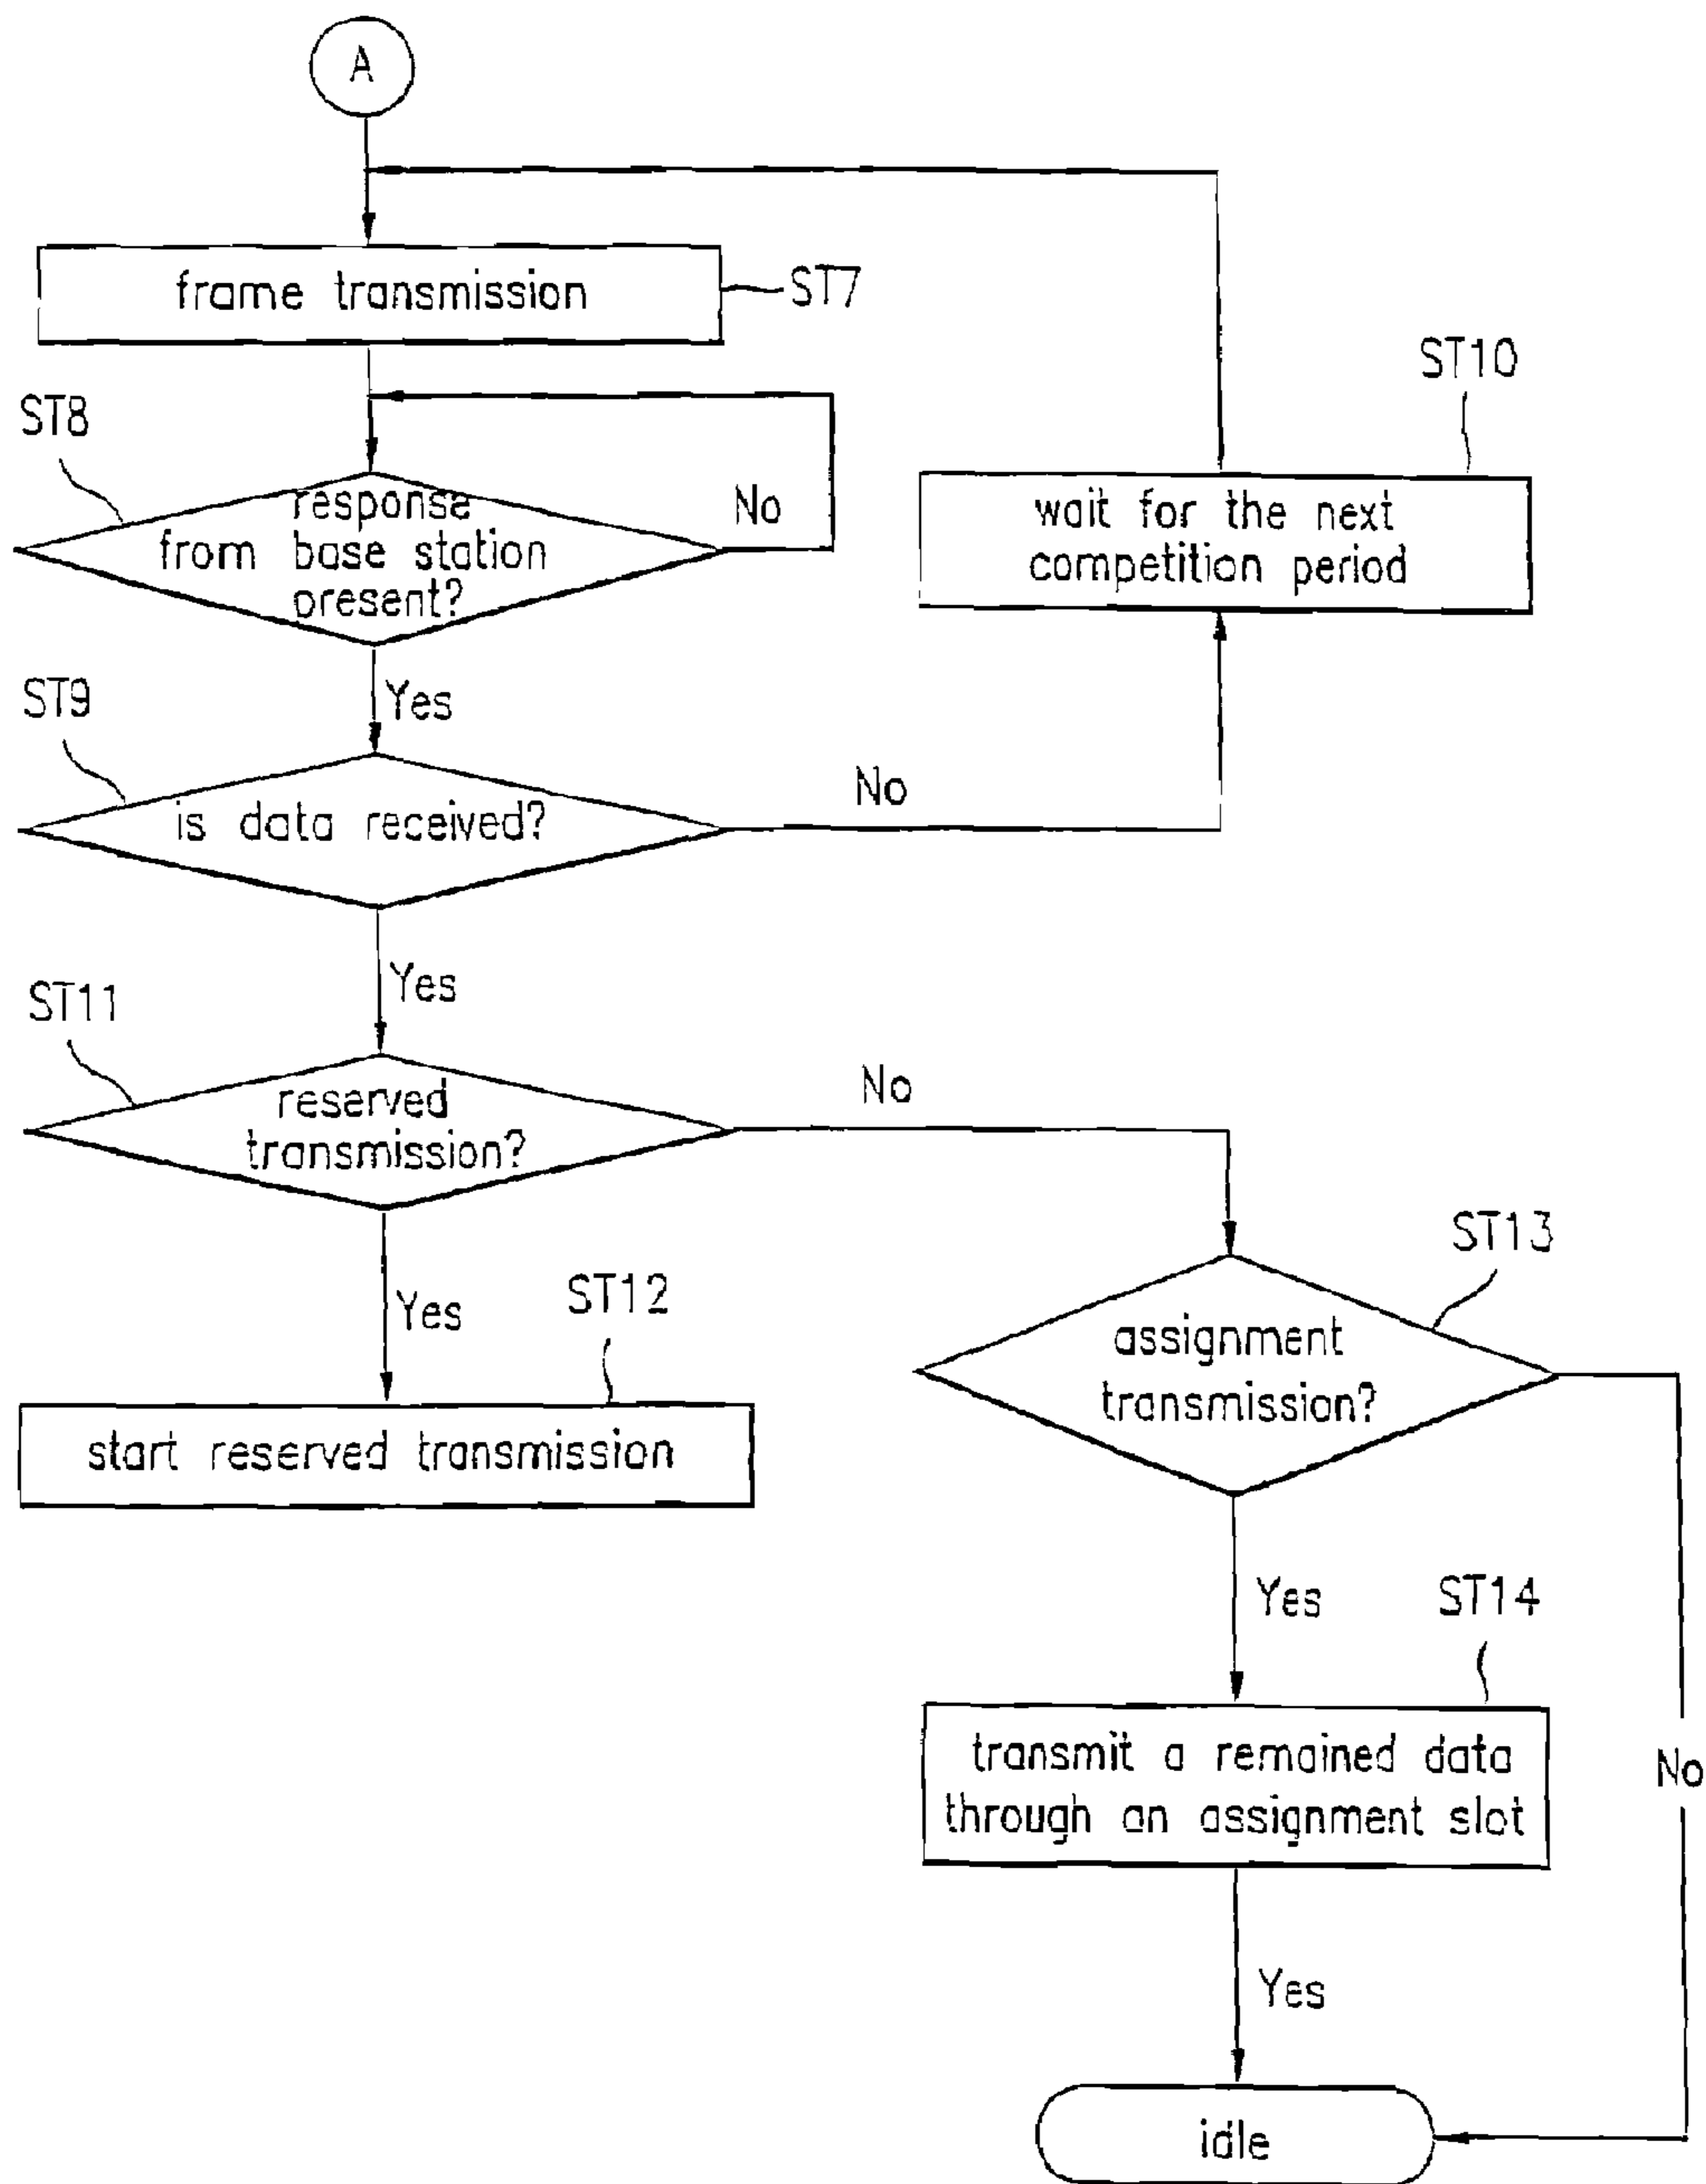 A
frame transmission
ST7
ST10
ST8
response
from base station
present?
No
wait for the next
competition period
Yes
ST9
is data received?
No
Yes
ST11
reserved
transmission?
No
ST13
Yes
ST12
assignment
transmission?
start reserved transmission
Yes
ST14
transmit a remained data
through an assignment slot
No
Yes
idle